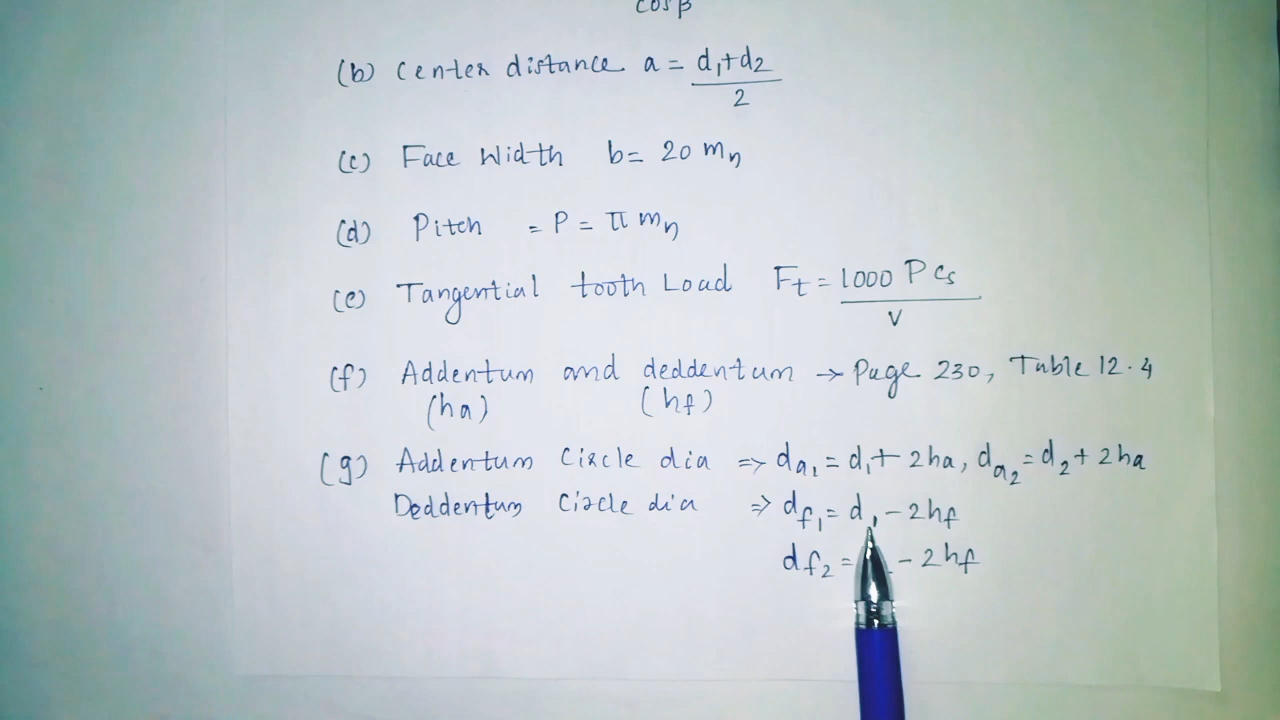 cosβ
(b) Center distance a = d₁+d₂
2
(c) Face Width b = 20 mₙ
(d) Pitch = P = π mₙ
(e) Tangential tooth Load Fₜ = 1000 P Cₛ
V
(f) Addentum and deddentum → Page 230, Table 12.4
(ha) (hf)
(g) Addentum Circle dia => da₁ = d₁ + 2ha, da₂ = d₂ + 2ha
Deddentum Circle dia => df₁ = d₁ - 2hf
df₂ = - 2hf